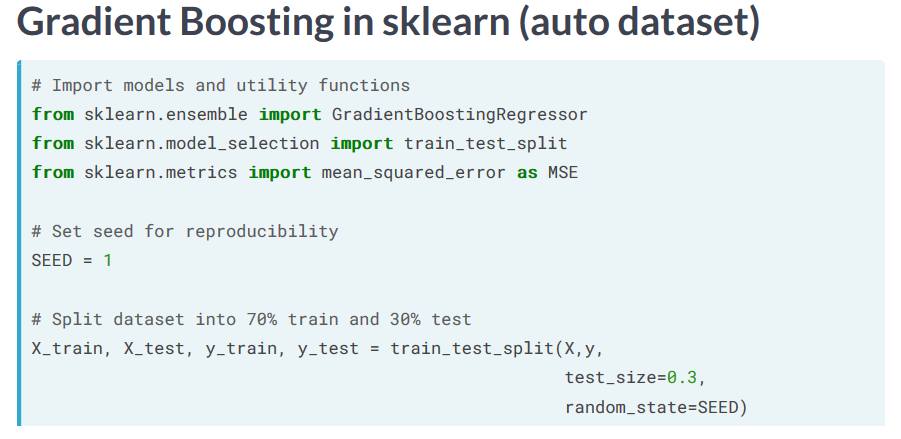 Gradient Boosting in sklearn (auto dataset)
# Import models and utility functions
from sklearn.ensemble import GradientBoostingRegressor
from sklearn.model_selection import train_test_split
from sklearn.metrics import mean_squared_error as MSE
# Set seed for reproducibility
SEED = 1
# Split dataset into 70% train and 30% test
X_train, X_test, y_train, y_test = train_test_split(X,y,
test_size=0.3,
random_state=SEED)